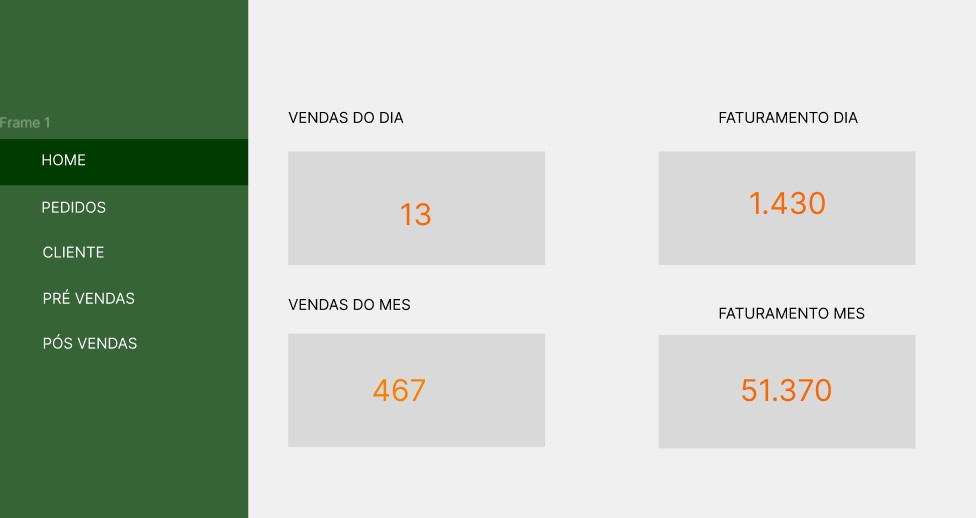 Frame 1
HOME
PEDIDOS
CLIENTE
PRÉ VENDAS
PÓS VENDAS
VENDAS DO DIA
13
FATURAMENTO DIA
1.430
VENDAS DO MES
467
FATURAMENTO MES
51.370